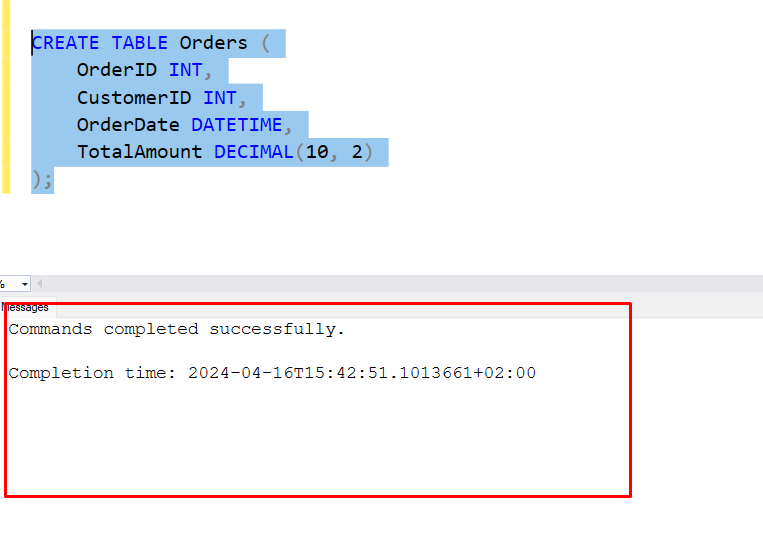 CREATE TABLE Orders (
    OrderID INT,
    CustomerID INT,
    OrderDate DATETIME,
    TotalAmount DECIMAL(10, 2)
);
%
Messages
Commands completed successfully.
Completion time: 2024-04-16T15:42:51.1013661+02:00